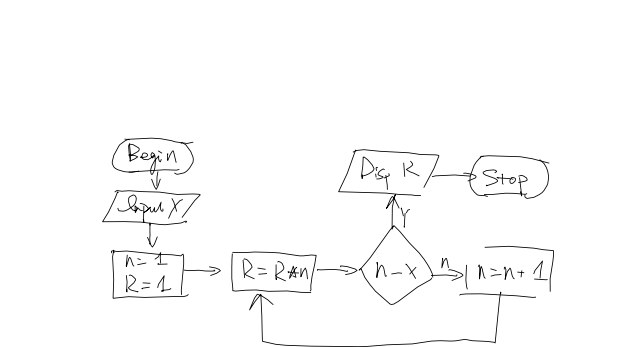 Begin
Input X
n = 1
R = 1
R = R * n
n - x
Y
n
n = n + 1
Disp R
Stop